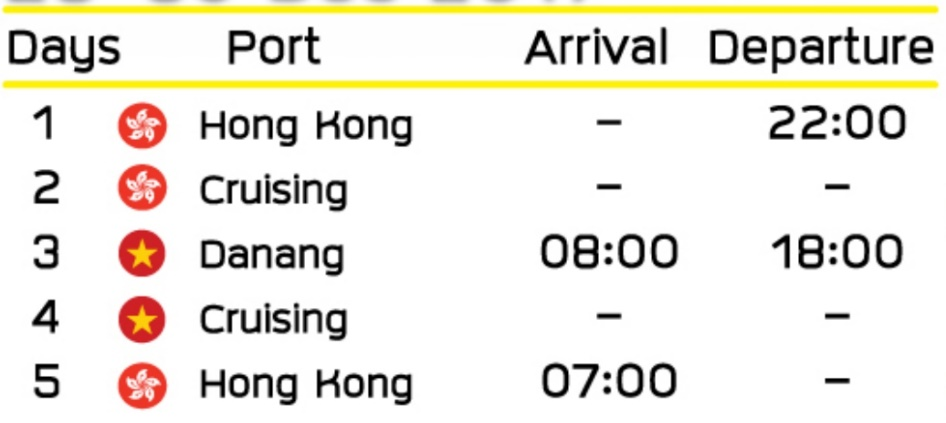 Days Port Arrival Departure
1 Hong Kong – 22:00
2 Cruising – –
3 Danang 08:00 18:00
4 Cruising – –
5 Hong Kong 07:00 –